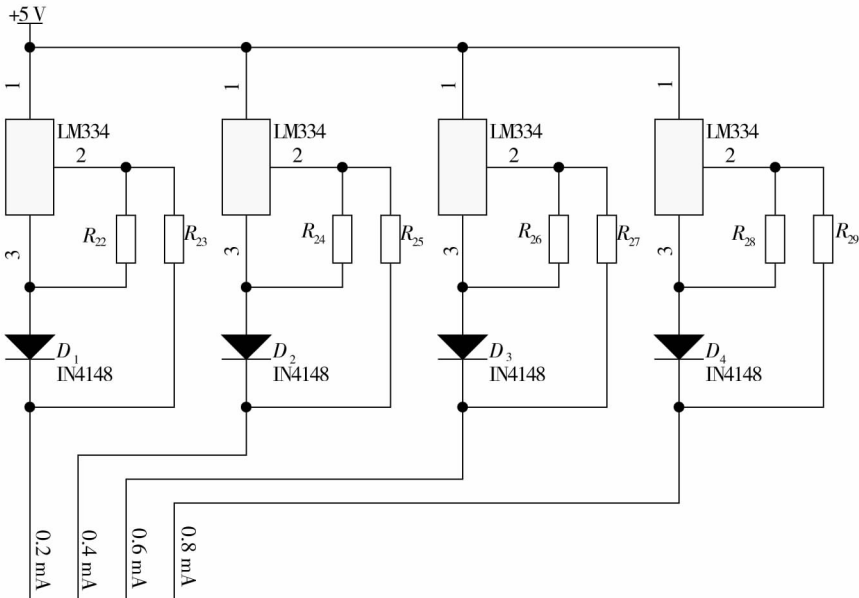 +5 V
1
1
1
1
LM334
LM334
LM334
LM334
2
2
2
2
3
3
3
3
R22
R23
R24
R25
R26
R27
R28
R29
D1
IN4148
D2
IN4148
D3
IN4148
D4
IN4148
0.2 mA
0.4 mA
0.6 mA
0.8 mA